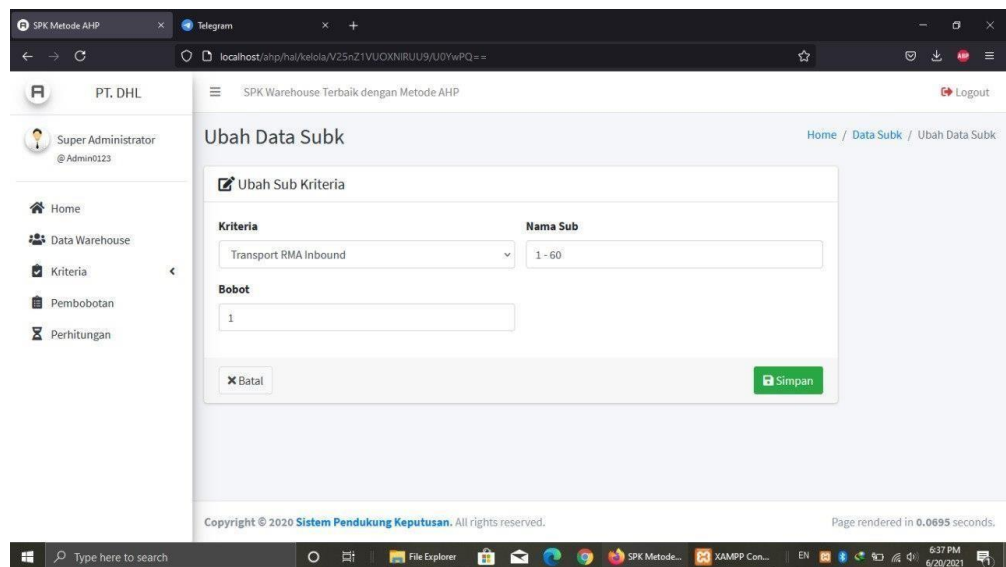 SPK Metode AHP
Telegram
localhost/ahp/hal/kelola/V25nZ1VUOXNIRUU9/U0YwPQ==
ABP
PT. DHL
SPK Warehouse Terbaik dengan Metode AHP
Logout
Super Administrator
@Admin0123
Ubah Data Subk
Home / Data Subk / Ubah Data Subk
Home
Data Warehouse
Kriteria
Pembobotan
Perhitungan
Ubah Sub Kriteria
Kriteria
Nama Sub
Transport RMA Inbound
1 - 60
Bobot
1
Batal
Simpan
Copyright © 2020 Sistem Pendukung Keputusan. All rights reserved.
Page rendered in 0.0695 seconds.
Type here to search
File Explorer
SPK Metode...
XAMPP Con...
EN
6:37 PM
6/20/2021